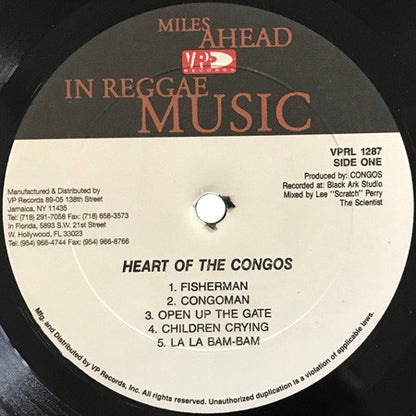 MILES
AHEAD
VP
RECORDS
IN REGGAE
MUSIC
VPRL 1287
SIDE ONE
Produced by: CONGOS
Recorded at: Black Ark Studio
Mixed by Lee "Scratch" Perry
The Scientist
Manufactured & Distributed by
VP Records 89-05 138th Street
Jamaica, NY 11435
Tel: (718) 291-7058 Fax: (718) 658-3573
In Florida, 5893 S.W. 21st Street
W. Hollywood, FL 33023
Tel: (954) 966-4744 Fax: (954) 966-8766
HEART OF THE CONGOS
1. FISHERMAN
2. CONGOMAN
3. OPEN UP THE GATE
4. CHILDREN CRYING
5. LA LA BAM-BAM
Mfg. and Distributed by VP Records, Inc. All rights reserved. Unauthorized duplication is a violation of applicable laws.